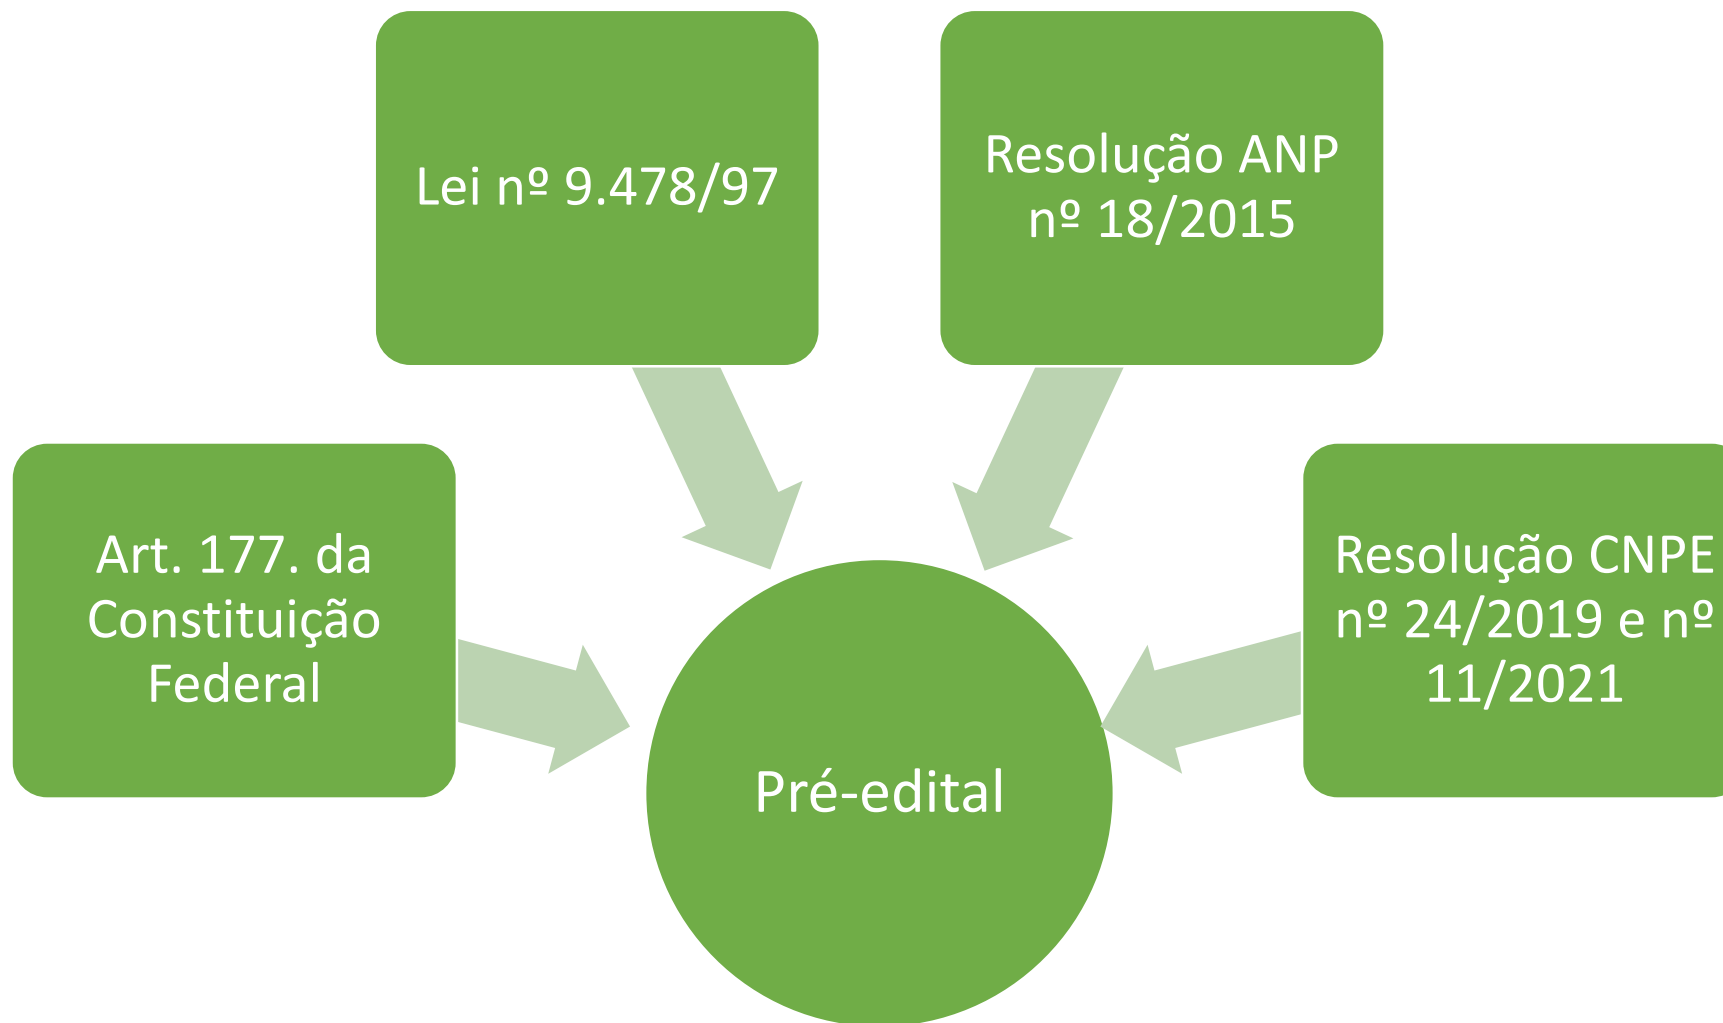 Lei nº 9.478/97
Resolução ANP
nº 18/2015
Art. 177. da
Constituição
Federal
Resolução CNPE
nº 24/2019 e nº
11/2021
Pré-edital